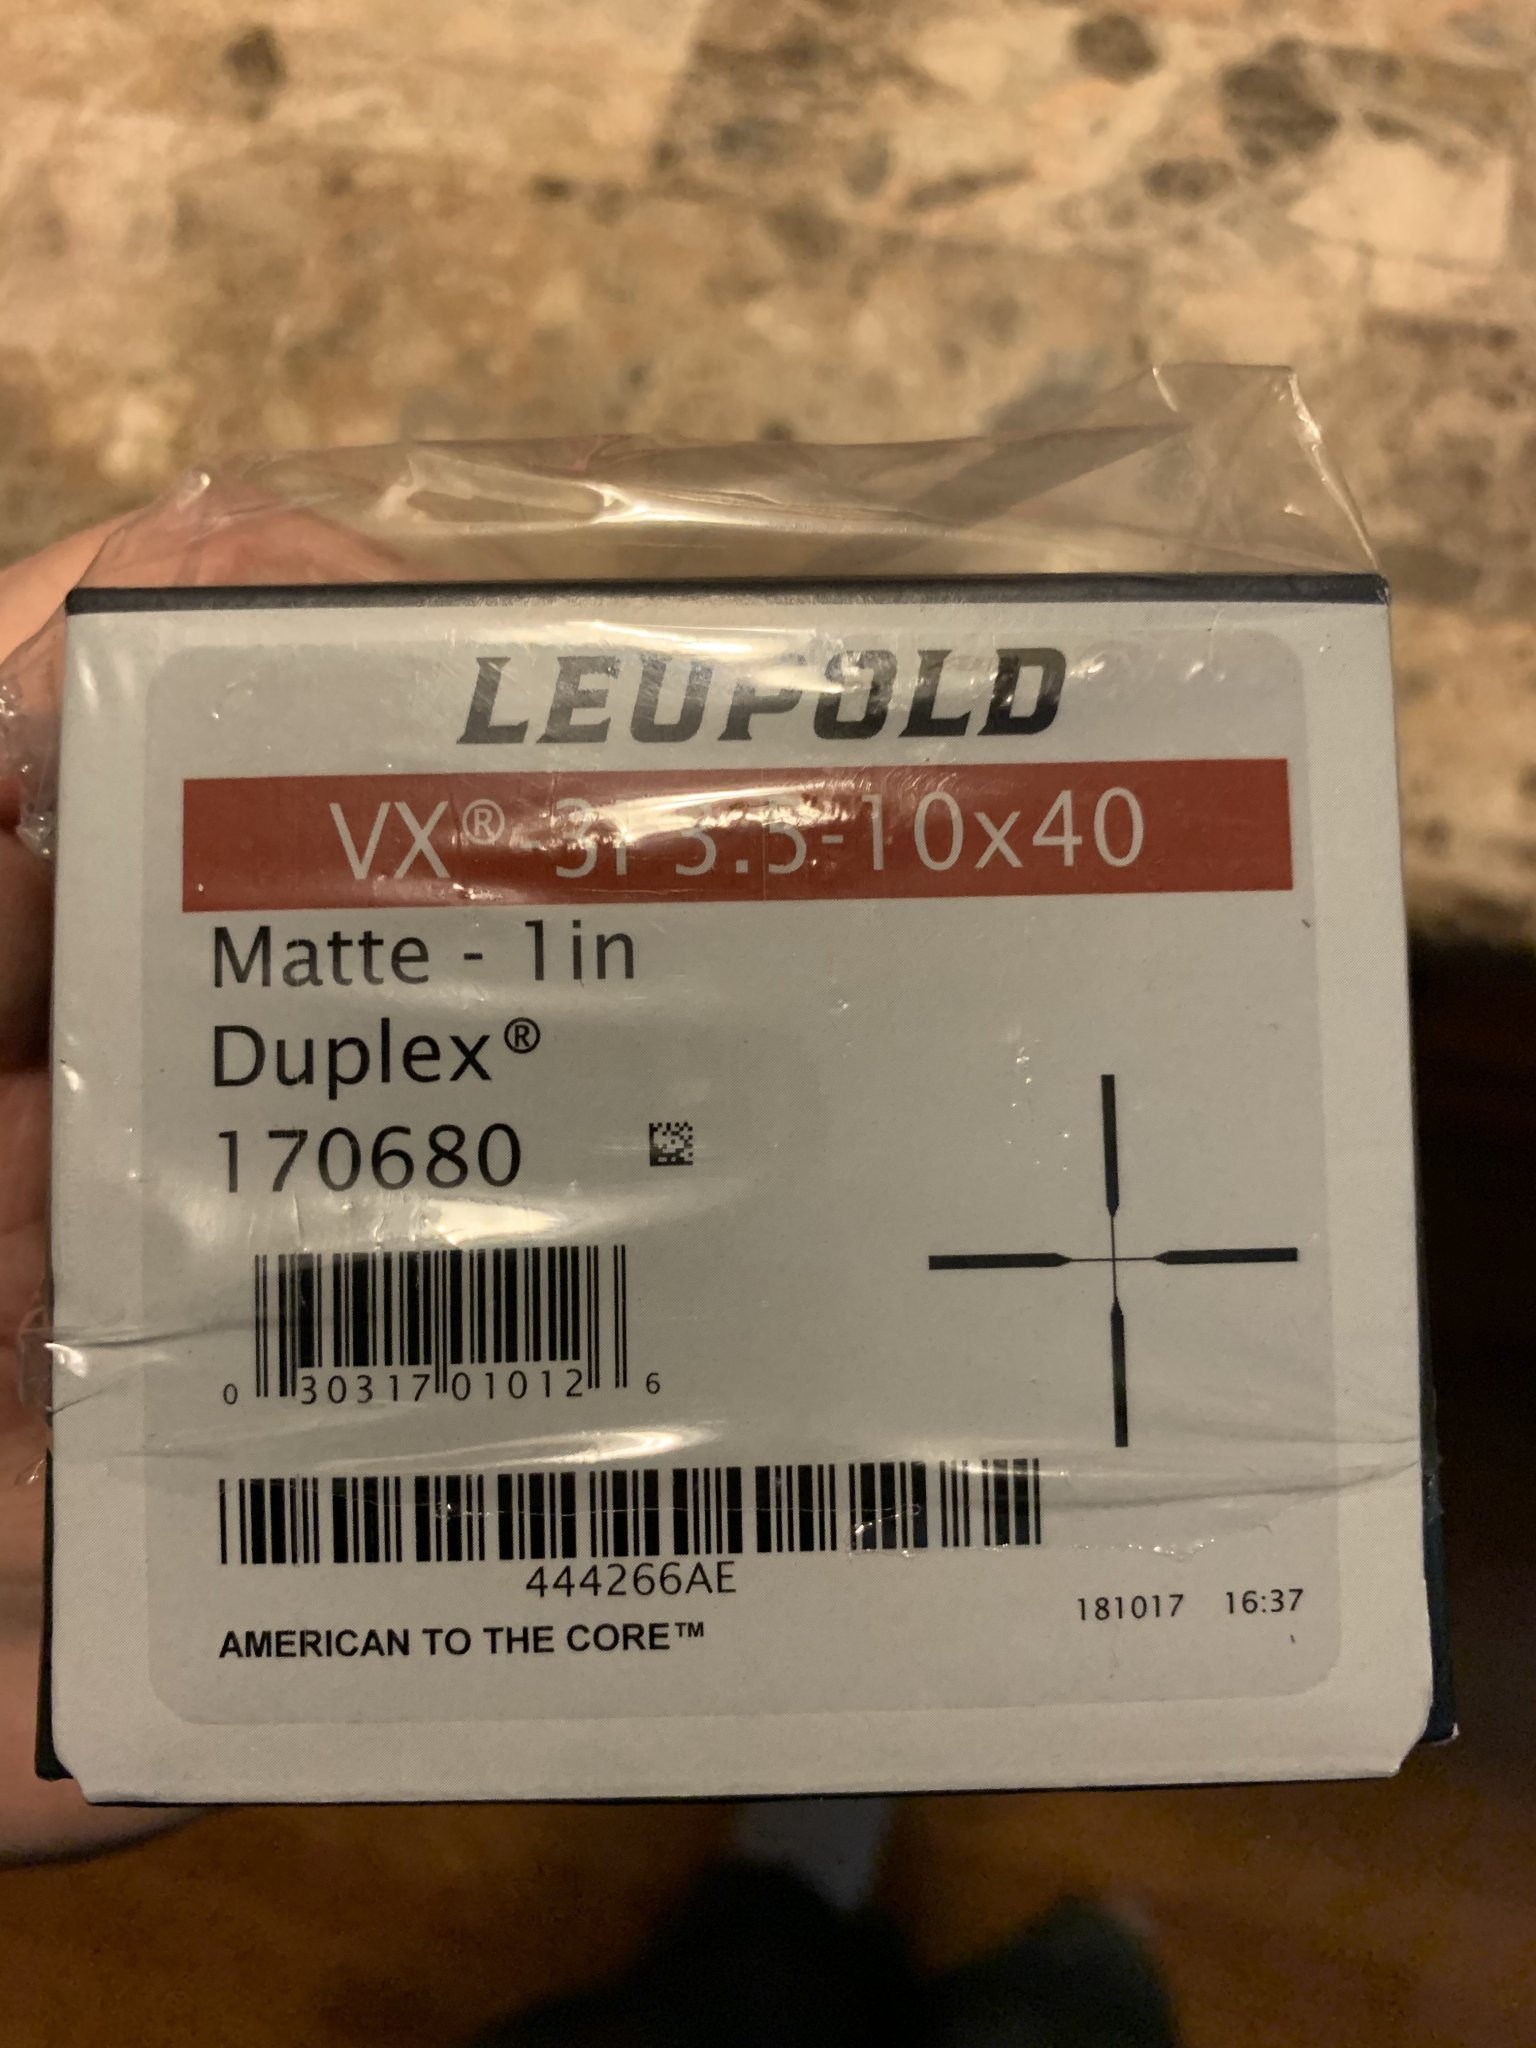 LEUPOLD
VX® -3i 3.5-10x40
Matte - 1in
Duplex®
170680
0 30317 01012 6
444266AE
181017 16:37
AMERICAN TO THE CORE™